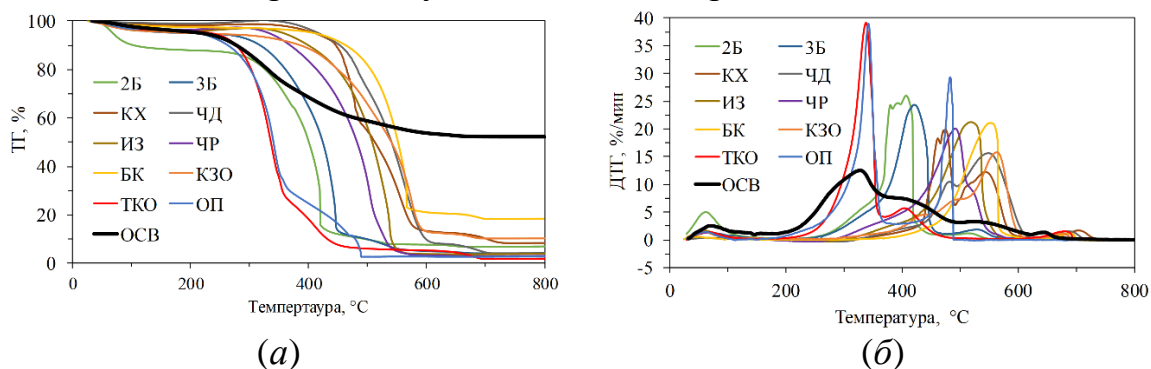 ТГ, %
100
80
60
40
20
0
2Б 3Б
КХ ЧД
ИЗ ЧР
БК КЗО
ТКО ОП
ОСВ
0 200 400 600 800
Темпертаура, °C
(а)
ДТГ, %/мин
40
35
30
25
20
15
10
5
0
-5
2Б 3Б
КХ ЧД
ИЗ ЧР
БК КЗО
ТКО ОП
ОСВ
0 200 400 600 800
Температура, °C
(б)